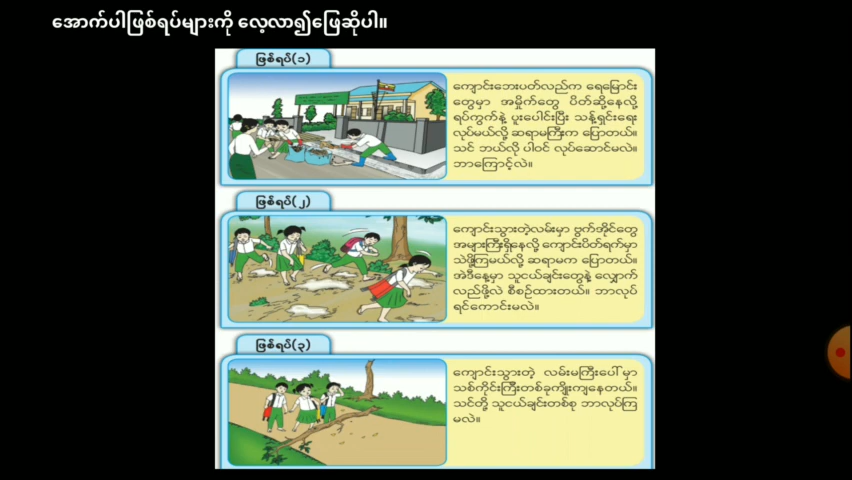 အောက်ပါဖြစ်ရပ်များကို လေ့လာ၍ဖြေဆိုပါ။
ဖြစ်ရပ်(၁)
ကျောင်းဘေးပတ်လည်က ရေမြောင်း
တွေမှာ အမှိုက်တွေ ပိတ်ဆို့နေလို့
ရပ်ကွက်နဲ့ ပူးပေါင်းပြီး သန့်ရှင်းရေး
လုပ်မယ်လို့ ဆရာမကြီးက ပြောတယ်။
သင် ဘယ်လို ပါဝင် လုပ်ဆောင်မလဲ။
ဘာကြောင့်လဲ။
ဖြစ်ရပ်(၂)
ကျောင်းသွားတဲ့လမ်းမှာ ဗွက်အိုင်တွေ
အများကြီးရှိနေလို့ ကျောင်းပိတ်ရက်မှာ
သဲဖို့ကြမယ်လို့ ဆရာမက ပြောတယ်။
အဲဒီနေ့မှာ သူငယ်ချင်းတွေနဲ့ လျှောက်
လည်ဖို့လဲ စီစဉ်ထားတယ်။ ဘာလုပ်
ရင်ကောင်းမလဲ။
ဖြစ်ရပ်(၃)
ကျောင်းသွားတဲ့ လမ်းမကြီးပေါ်မှာ
သစ်ကိုင်းကြီးတစ်ခုကျိုးကျနေတယ်။
သင်တို့ သူငယ်ချင်းတစ်စု ဘာလုပ်ကြ
မလဲ။